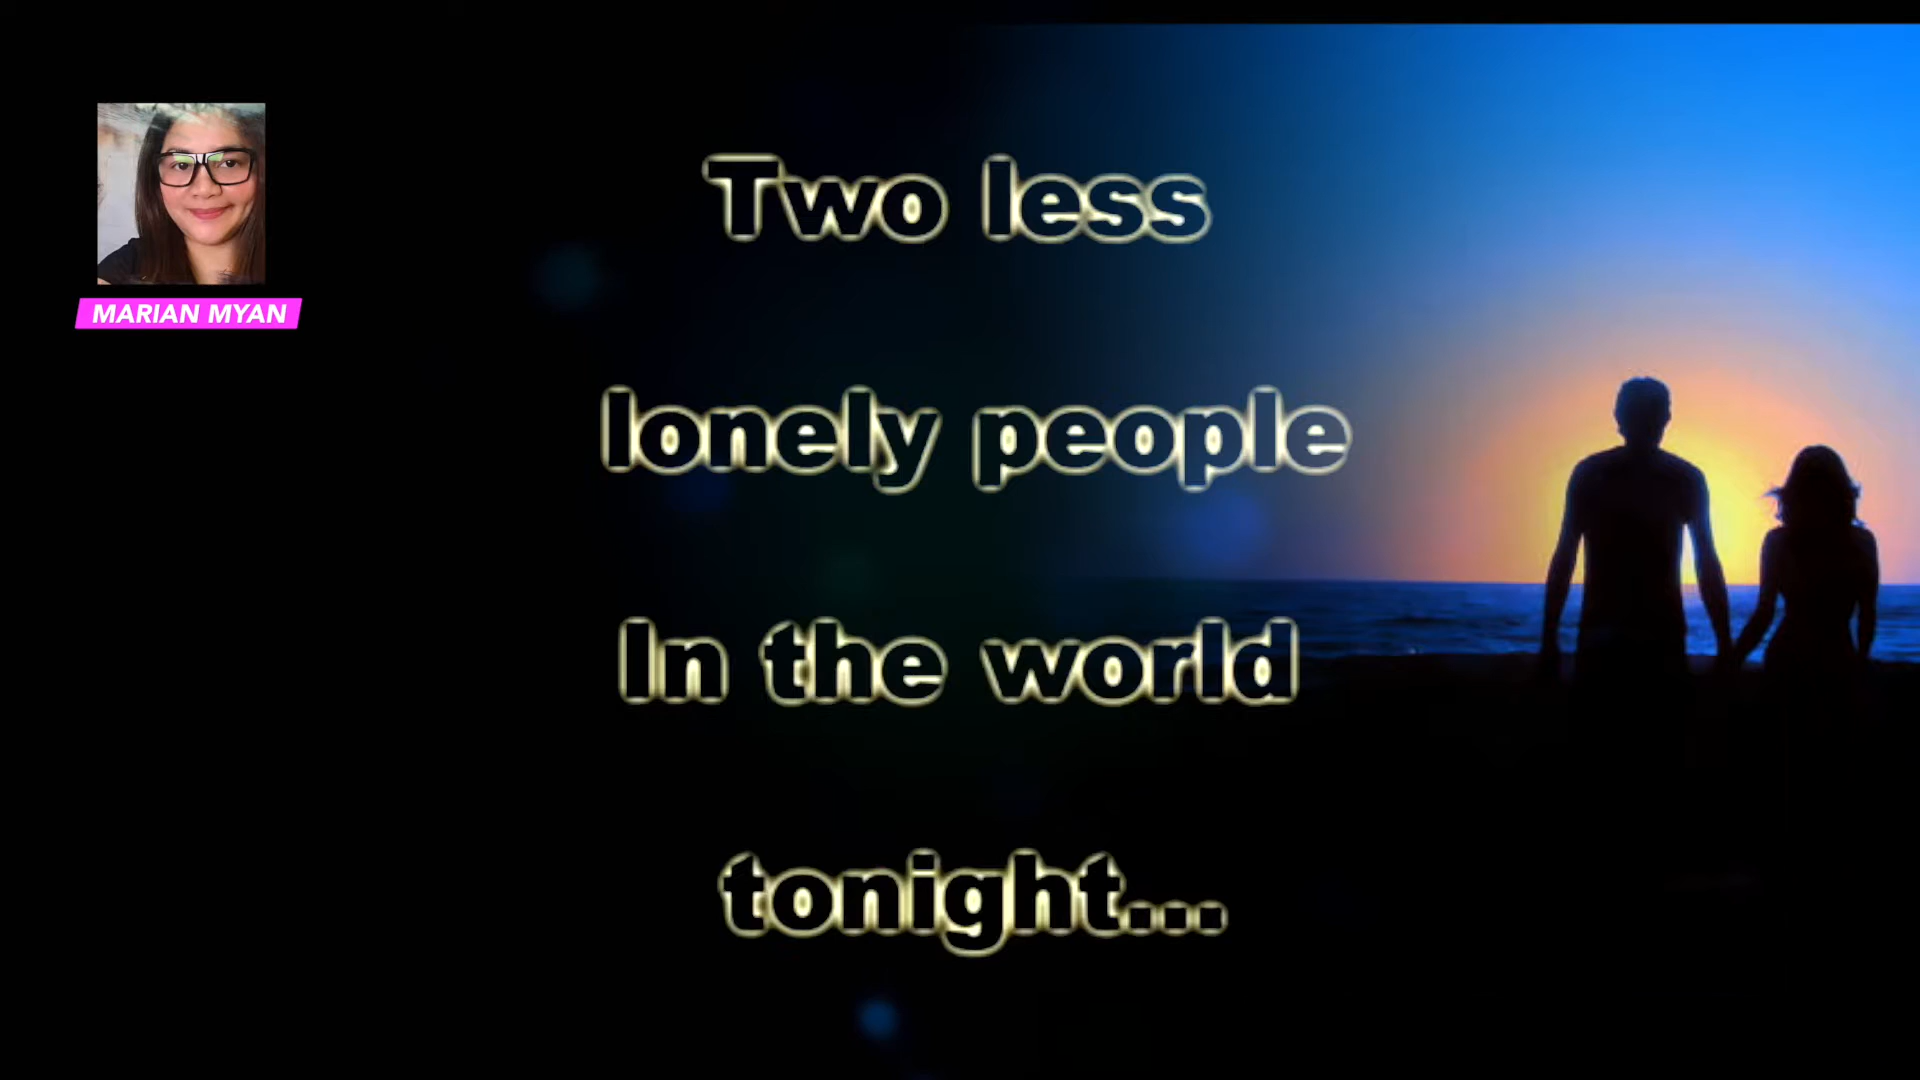 MARIAN MYAN
Two less
lonely people
In the world
tonight...